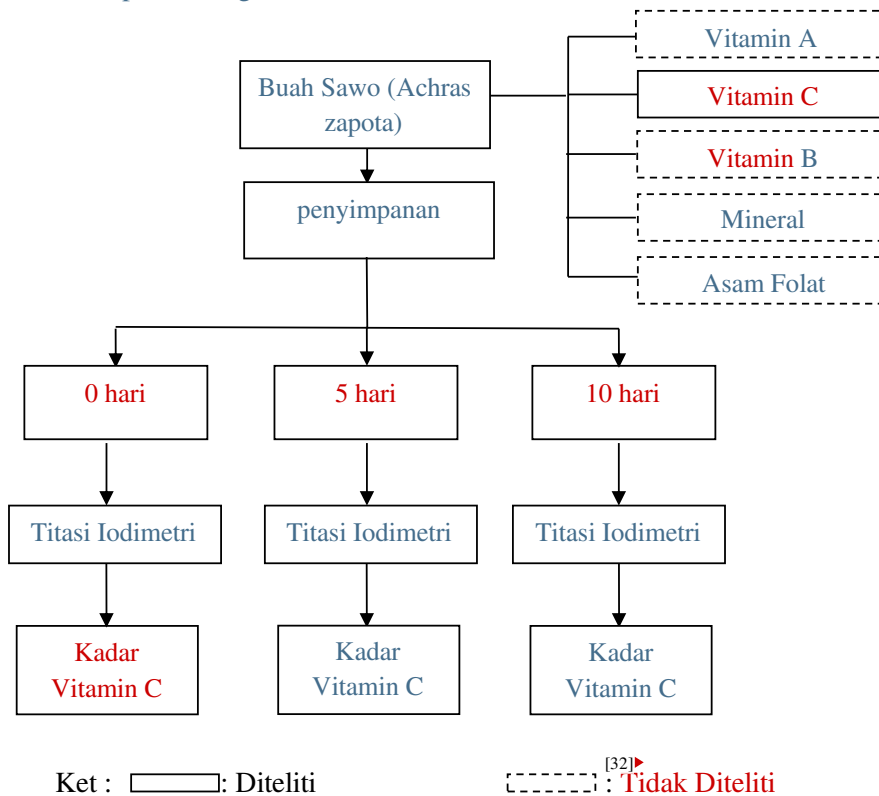 Vitamin A
Buah Sawo (Achras
zapota)
Vitamin C
Vitamin B
penyimpanan
Mineral
Asam Folat
0 hari
5 hari
10 hari
Titasi Iodimetri
Titasi Iodimetri
Titasi Iodimetri
Kadar
Vitamin C
Kadar
Vitamin C
Kadar
Vitamin C
Ket : : Diteliti
[32]
: Tidak Diteliti